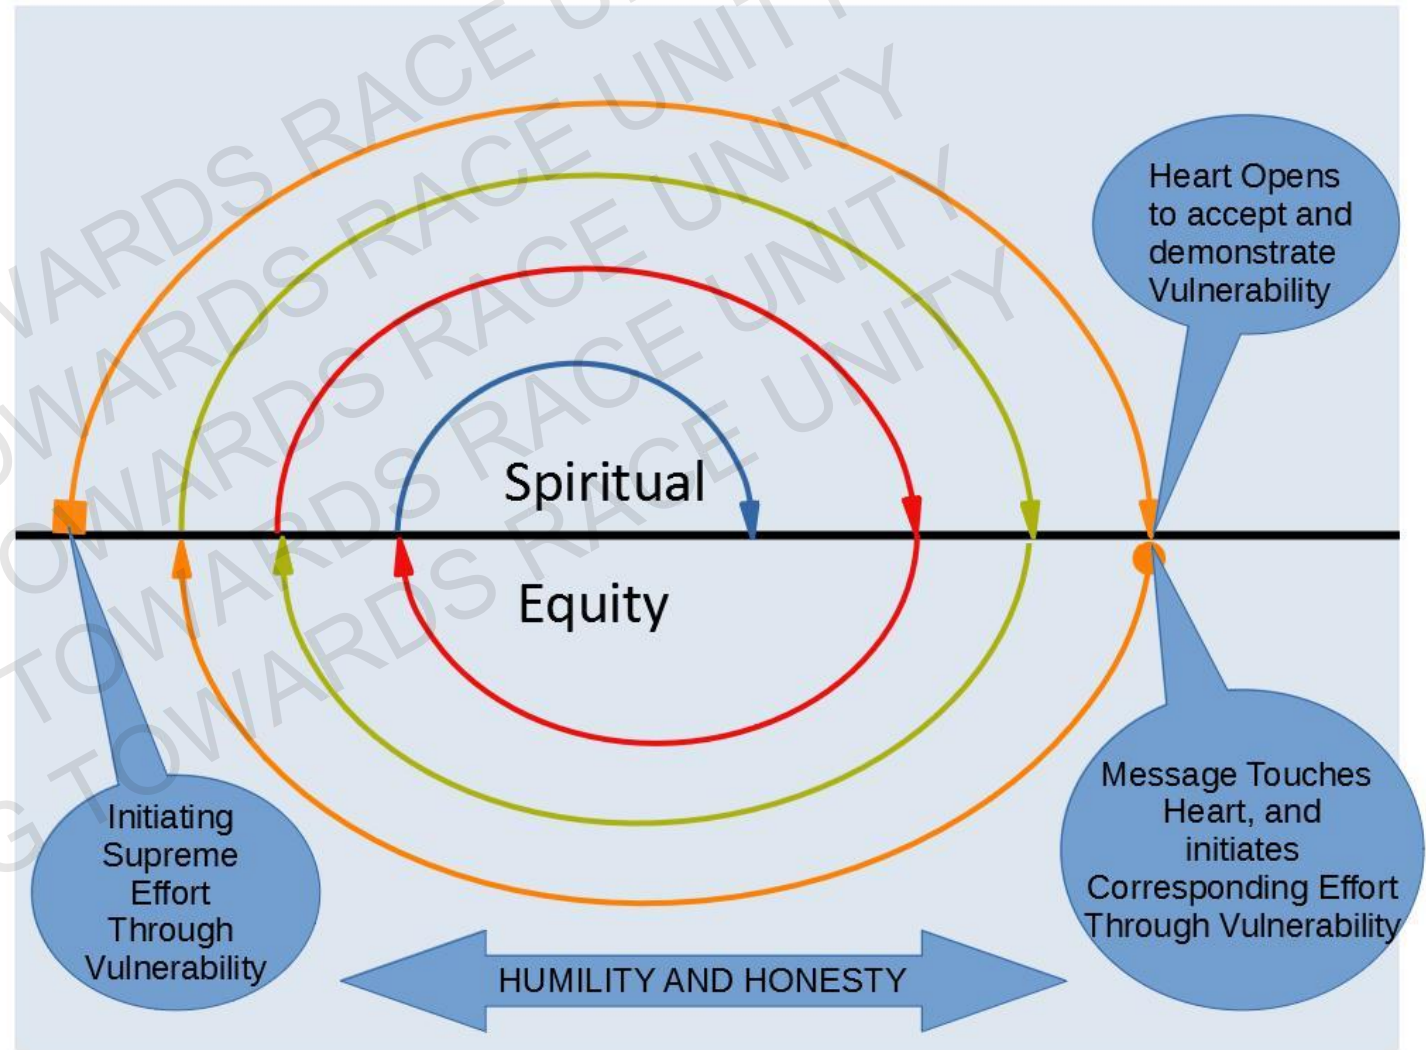 WARDS RACE U
TOWARDS RACE UNITY
TOWARDS RACE UNITY
TOWARDS RACE UNITY
G TOWARDS RACE UNITY
Heart Opens
to accept and
demonstrate
Vulnerability
Spiritual
Equity
Initiating
Supreme
Effort
Through
Vulnerability
Message Touches
Heart, and
initiates
Corresponding Effort
Through Vulnerability
HUMILITY AND HONESTY